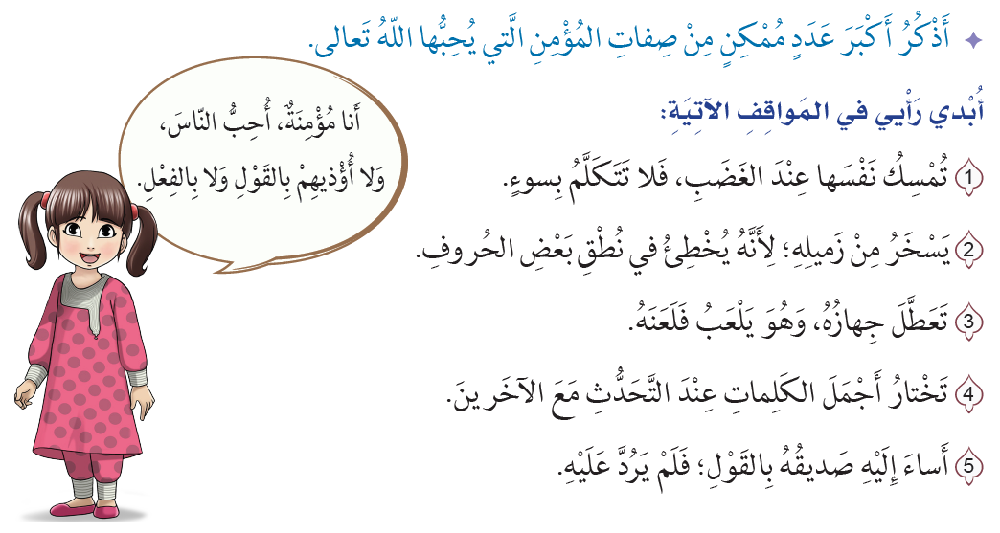 أَذْكُرُ أَكْبَرَ عَدَدٍ مُمْكِنٍ مِنْ صِفاتِ المُؤْمِنِ الَّتي يُحِبُّها اللّهُ تَعالى.
أُبْدي رَأْيي في المَواقِفِ الآتِيَةِ:
أَنا مُؤْمِنَةٌ، أُحِبُّ النّاسَ،
وَلا أُؤْذيهِمْ بِالقَوْلِ وَلا بِالفِعْلِ.
1 تُمْسِكُ نَفْسَها عِنْدَ الغَضَبِ، فَلا تَتَكَلَّمُ بِسوءٍ.
2 يَسْخَرُ مِنْ زَميلِهِ؛ لِأَنَّهُ يُخْطِئُ في نُطْقِ بَعْضِ الحُروفِ.
3 تَعَطَّلَ جِهازُهُ، وَهُوَ يَلْعَبُ فَلَعَنَهُ.
4 تَخْتارُ أَجْمَلَ الكَلِماتِ عِنْدَ التَّحَدُّثِ مَعَ الآخَرينَ.
5 أَساءَ إِلَيْهِ صَديقُهُ بِالقَوْلِ؛ فَلَمْ يَرُدَّ عَلَيْهِ.